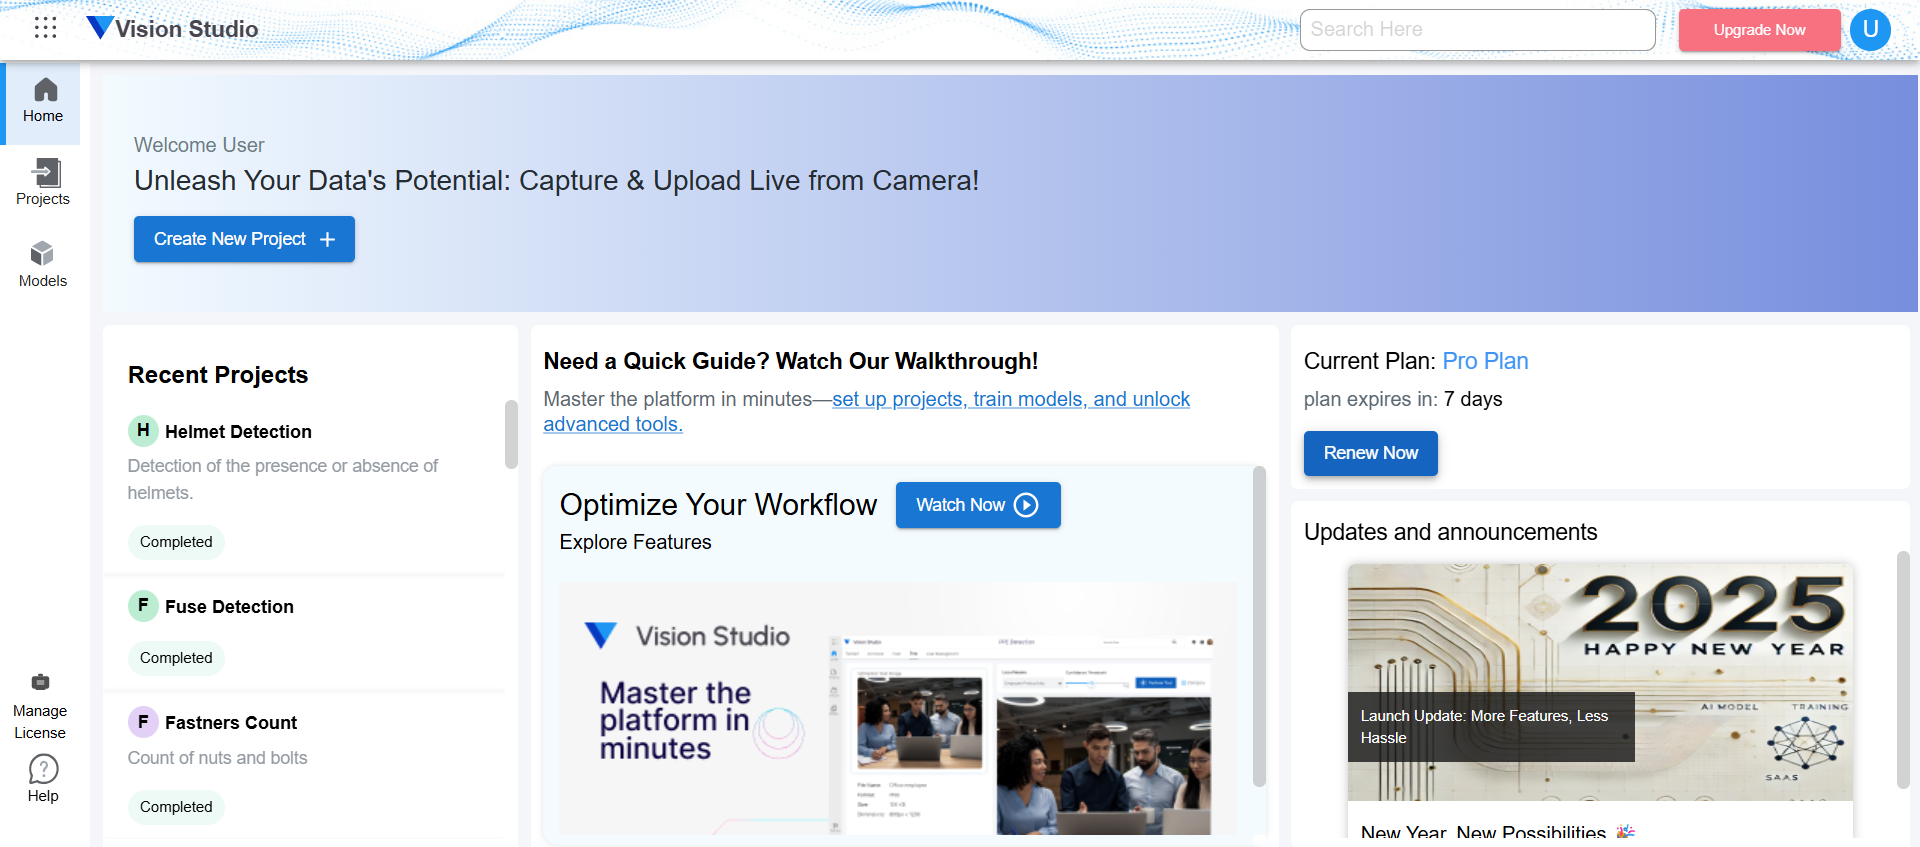 Vision Studio
Search Here
Upgrade Now
U
Home
Projects
Models
Manage
License
Help
Welcome User
Unleash Your Data's Potential: Capture & Upload Live from Camera!
Create New Project +
Recent Projects
H Helmet Detection
Detection of the presence or absence of
helmets.
Completed
F Fuse Detection
Completed
F Fastners Count
Count of nuts and bolts
Completed
Need a Quick Guide? Watch Our Walkthrough!
Master the platform in minutes—set up projects, train models, and unlock
advanced tools.
Optimize Your Workflow
Watch Now
Explore Features
Vision Studio
Master the
platform in
minutes
Vision Studio
PPE Detection
Current Plan: Pro Plan
plan expires in: 7 days
Renew Now
Updates and announcements
2025
HAPPY NEW YEAR
AI MODEL TRAINING
SAAS
Launch Update: More Features, Less
Hassle
New Year, New Possibilities 🎉